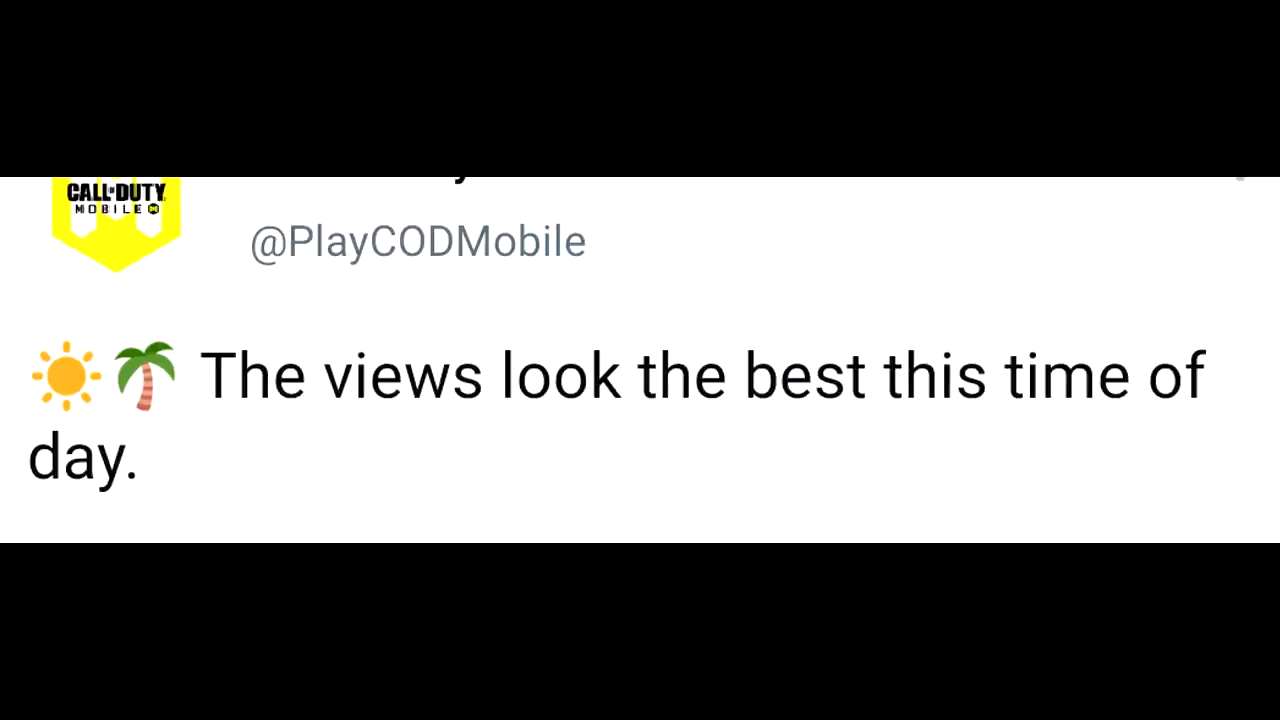 CALL OF DUTY
MOBILE
@PlayCODMobile
☀️🌴 The views look the best this time of
day.